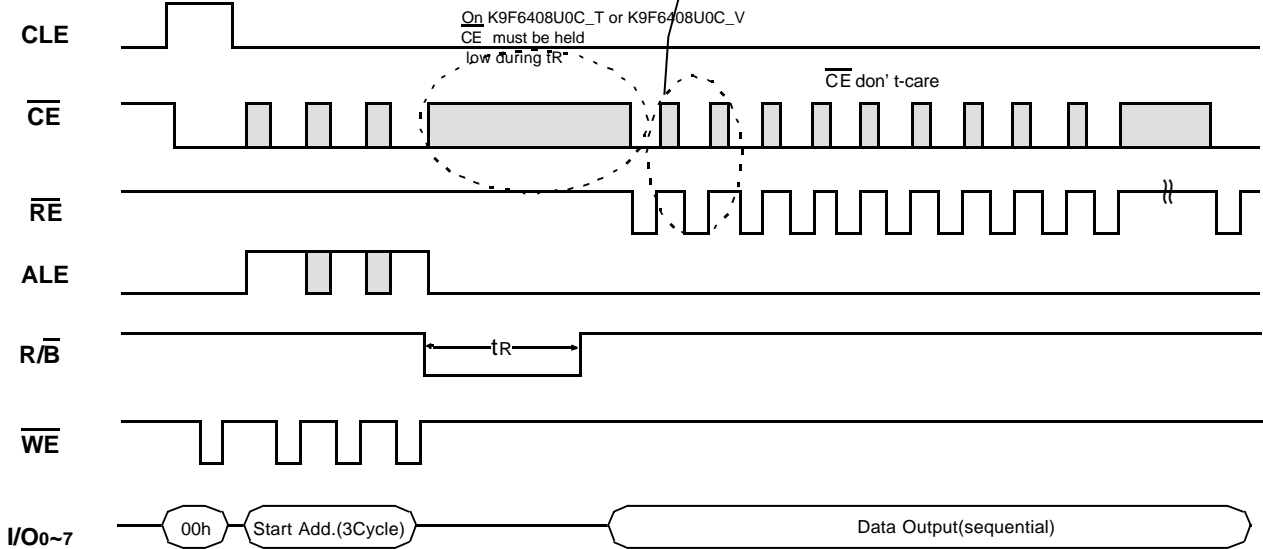 On K9F6408U0C_T or K9F6408U0C_V
CLE
CE must be held
low during tR
CE don' t-care
CE
RE
ALE
R/B
tR
WE
00h
Start Add.(3Cycle)
Data Output(sequential)
I/O0~7